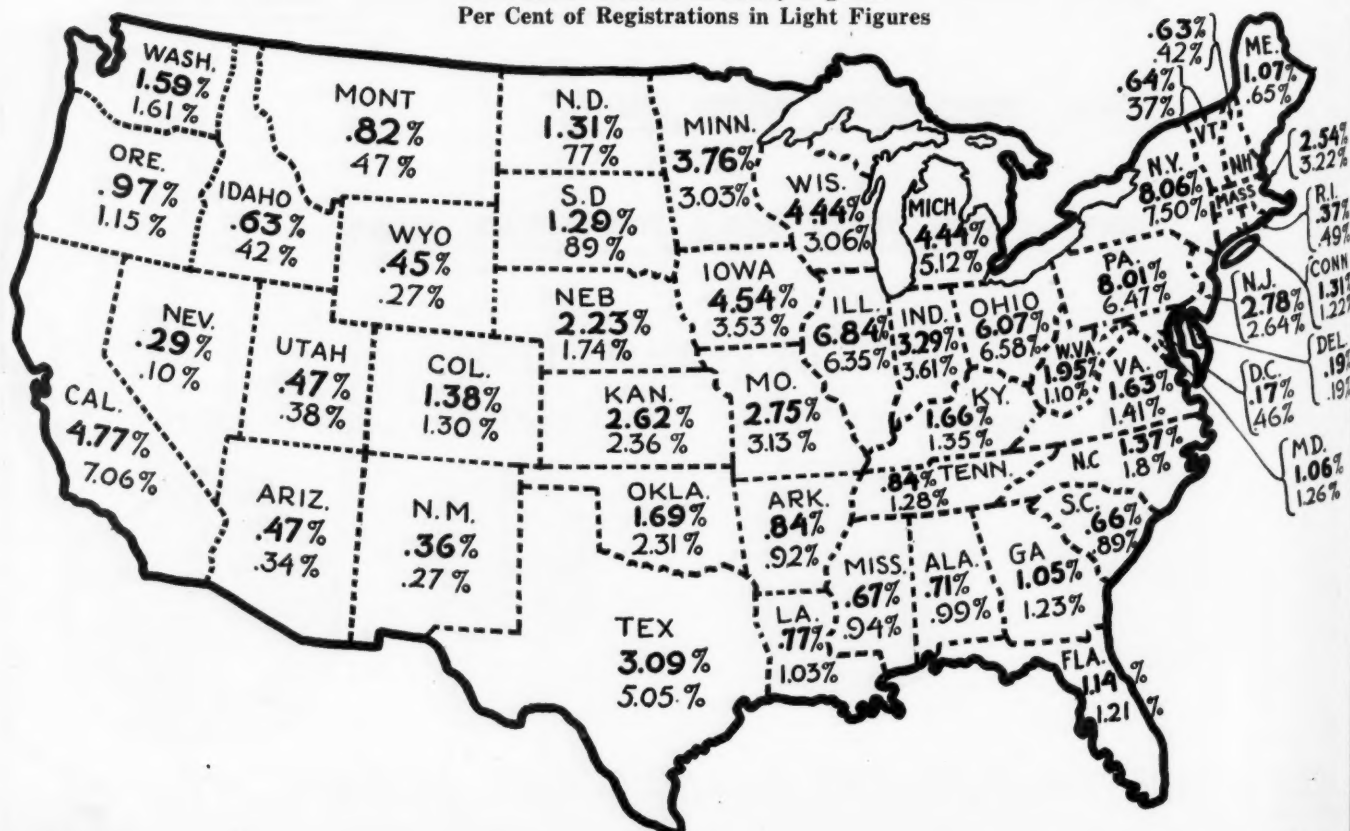 Per Cent of Registrations in Light Figures
WASH.
1.59%
1.61%
ORE.
.97%
1.15%
IDAHO
.63%
42%
MONT
.82%
47%
WYO
.45%
.27%
N.D.
1.31%
77%
S.D
1.29%
89%
NEB
2.23%
1.74%
MINN.
3.76%
3.03%
WIS.
4.44%
3.06%
MICH
4.44%
5.12%
IOWA
4.54%
3.53%
NEV.
.29%
.10%
UTAH
.47%
.38%
COL.
1.38%
1.30%
CAL.
4.77%
7.06%
ARIZ.
.47%
.34%
N.M.
.36%
.27%
KAN.
2.62%
2.36%
MO.
2.75%
3.13%
ILL.
6.84%
6.35%
IND.
3.29%
3.61%
OHIO
6.07%
6.58%
KY.
1.66%
1.35%
W.VA.
1.95%
1.10%
VA.
1.63%
1.41%
PA.
8.01%
6.47%
N.Y.
8.06%
7.50%
.63%
.42%
.64%
37%
VT.
NH
ME.
1.07%
.65%
MASS
2.54%
3.22%
R.I.
.37%
.49%
CONN
1.31%
1.22%
N.J.
2.78%
2.64%
DEL
.19%
.19%
D.C.
.17%
.46%
M.D.
1.06%
1.26%
OKLA.
1.69%
2.31%
ARK.
.84%
.92%
TENN.
.84%
1.28%
N.C
1.37%
1.8%
S.C.
.66%
.89%
MISS.
.67%
.94%
ALA.
.71%
.99%
GA
1.05%
1.23%
TEX
3.09%
5.05%
LA.
.77%
1.03%
FLA.
1.14%
1.21%